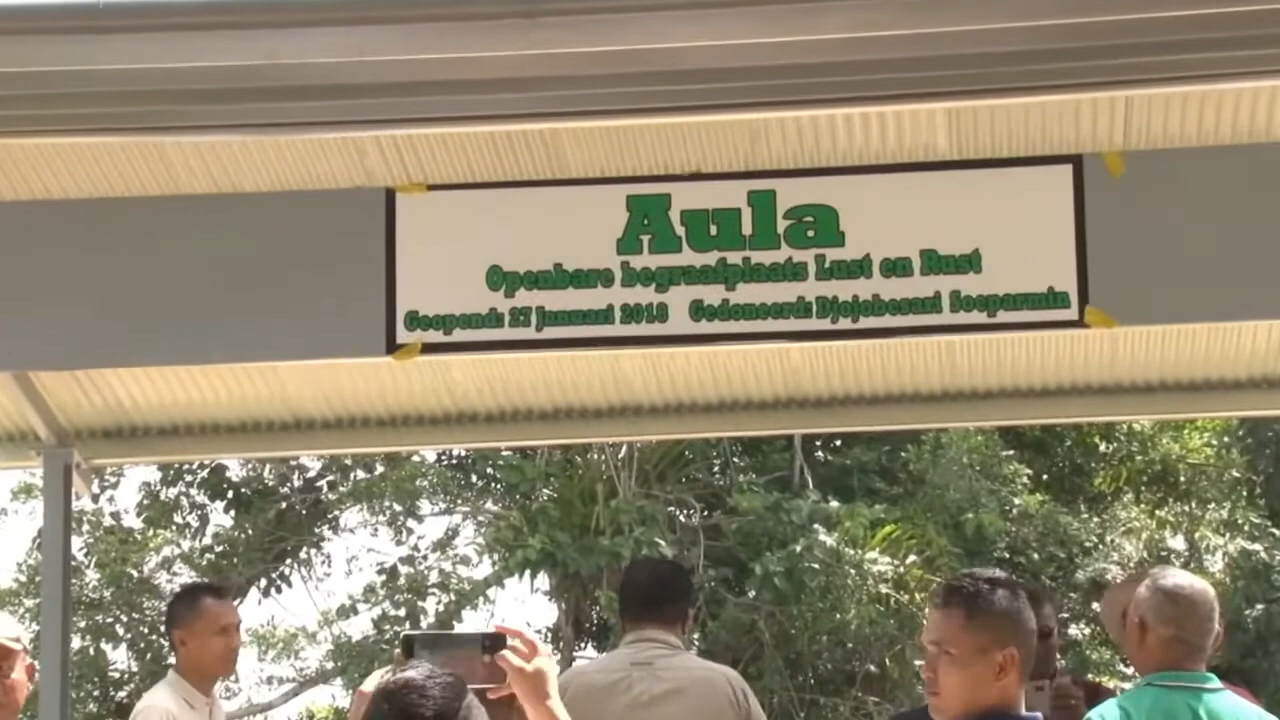 Aula
Openbare begraafplaats Lust en Rust
Geopend: 27 Januari 2018 Gedoneerd: Djojobesari Soeparmin